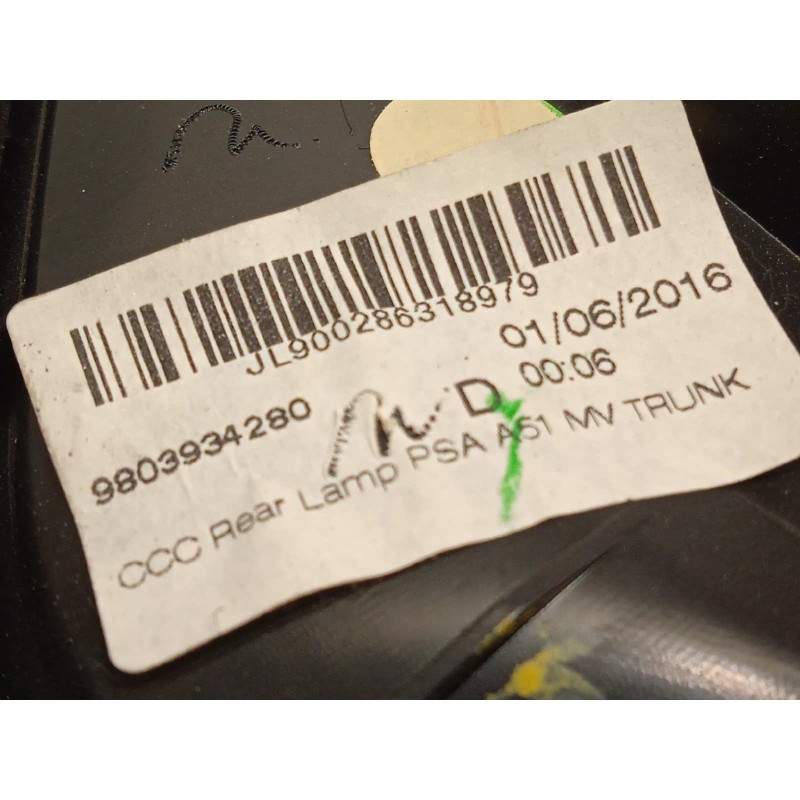 JL900286318979
01/06/2016
9803934280
D
00:06
CCC Rear Lamp PSA A51 MV TRUNK